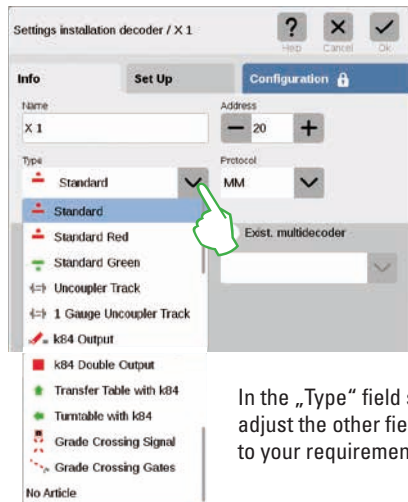 Settings installation decoder / X 1
?
Help
Cancel
Ok
Info
Set Up
Configuration
Name
X 1
Address
20
Type
Standard
Protocol
MM
Standard
Standard Red
Standard Green
Uncoupler Track
1 Gauge Uncoupler Track
k84 Output
k84 Double Output
Transfer Table with k84
Turntable with k84
Grade Crossing Signal
Grade Crossing Gates
No Article
Exist. multidecoder
In the „Type“ field
adjust the other
to your